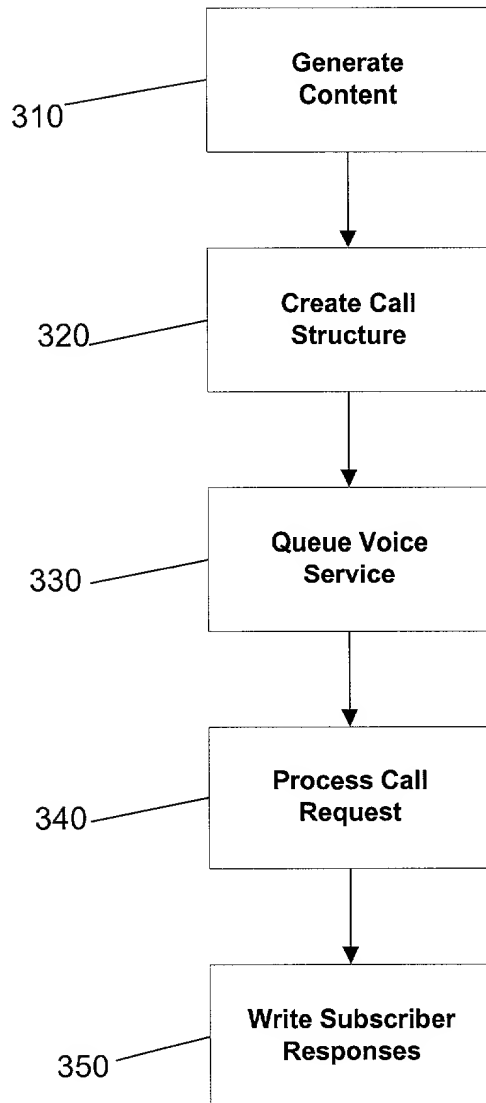 Generate
Content
310
Create Call
Structure
320
Queue Voice
Service
330
Process Call
Request
340
Write Subscriber
Responses
350